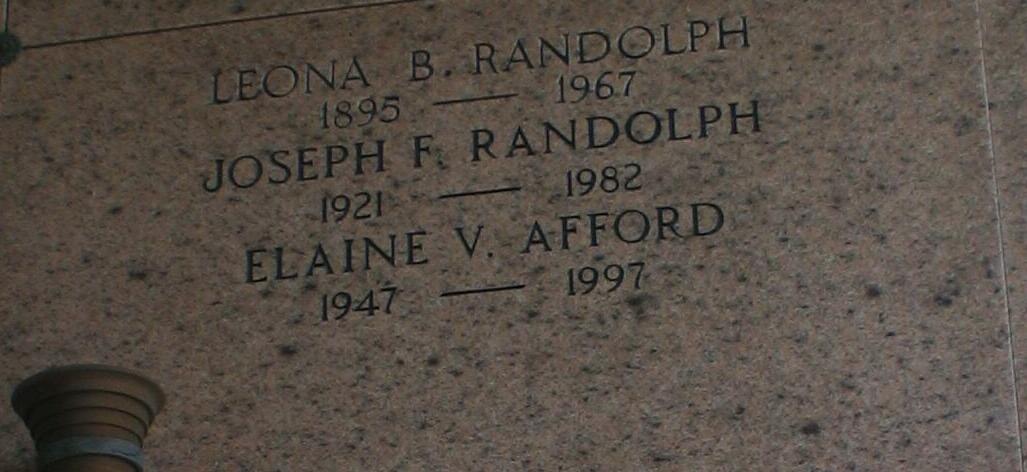 LEONA B. RANDOLPH
1895 — 1967
JOSEPH F. RANDOLPH
1921 — 1982
ELAINE V. AFFORD
1947 — 1997